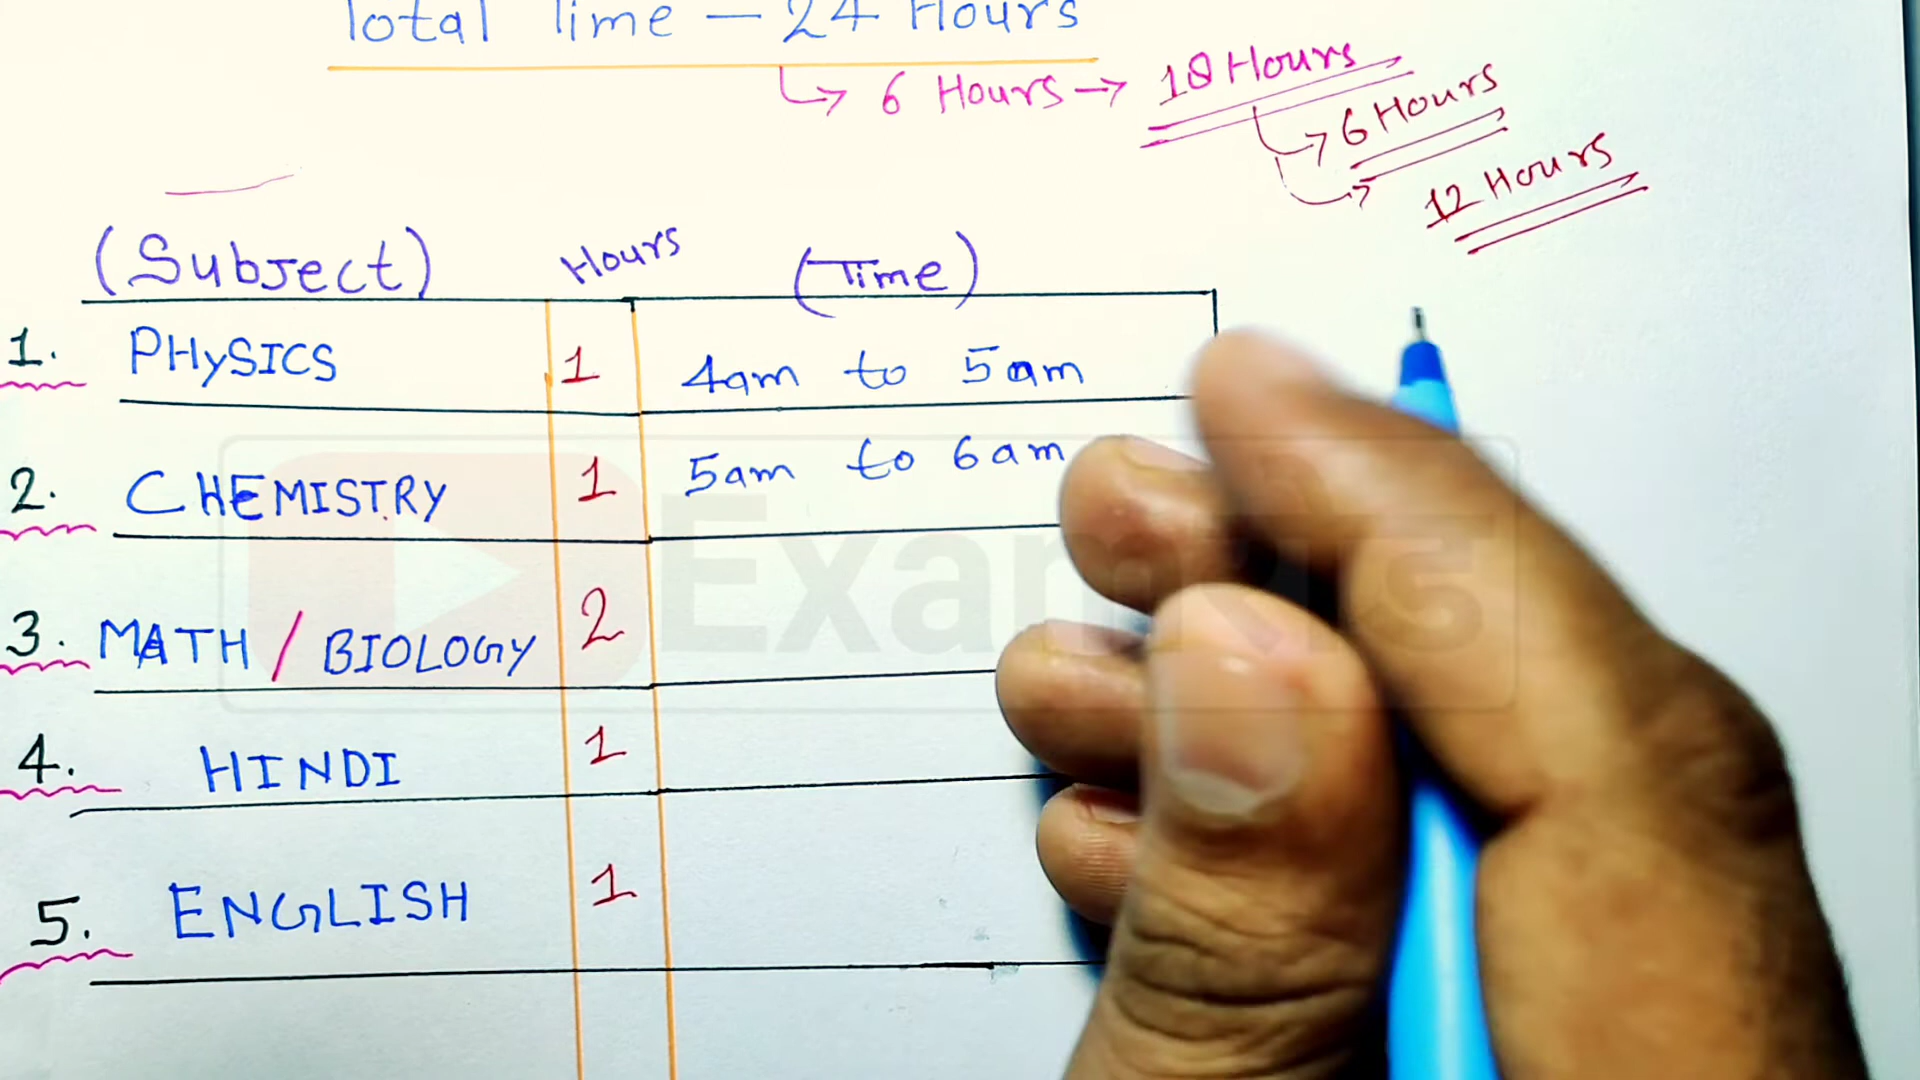 Total Time - 24 Hours
↳ 6 Hours → 18 Hours
↳ 6 Hours
↳ 12 Hours
(Subject) Hours (Time)
1. PHYSICS 1 4am to 5am
2. CHEMISTRY 1 5am to 6am
3. MATH / BIOLOGY 2
4. HINDI 1
5. ENGLISH 1